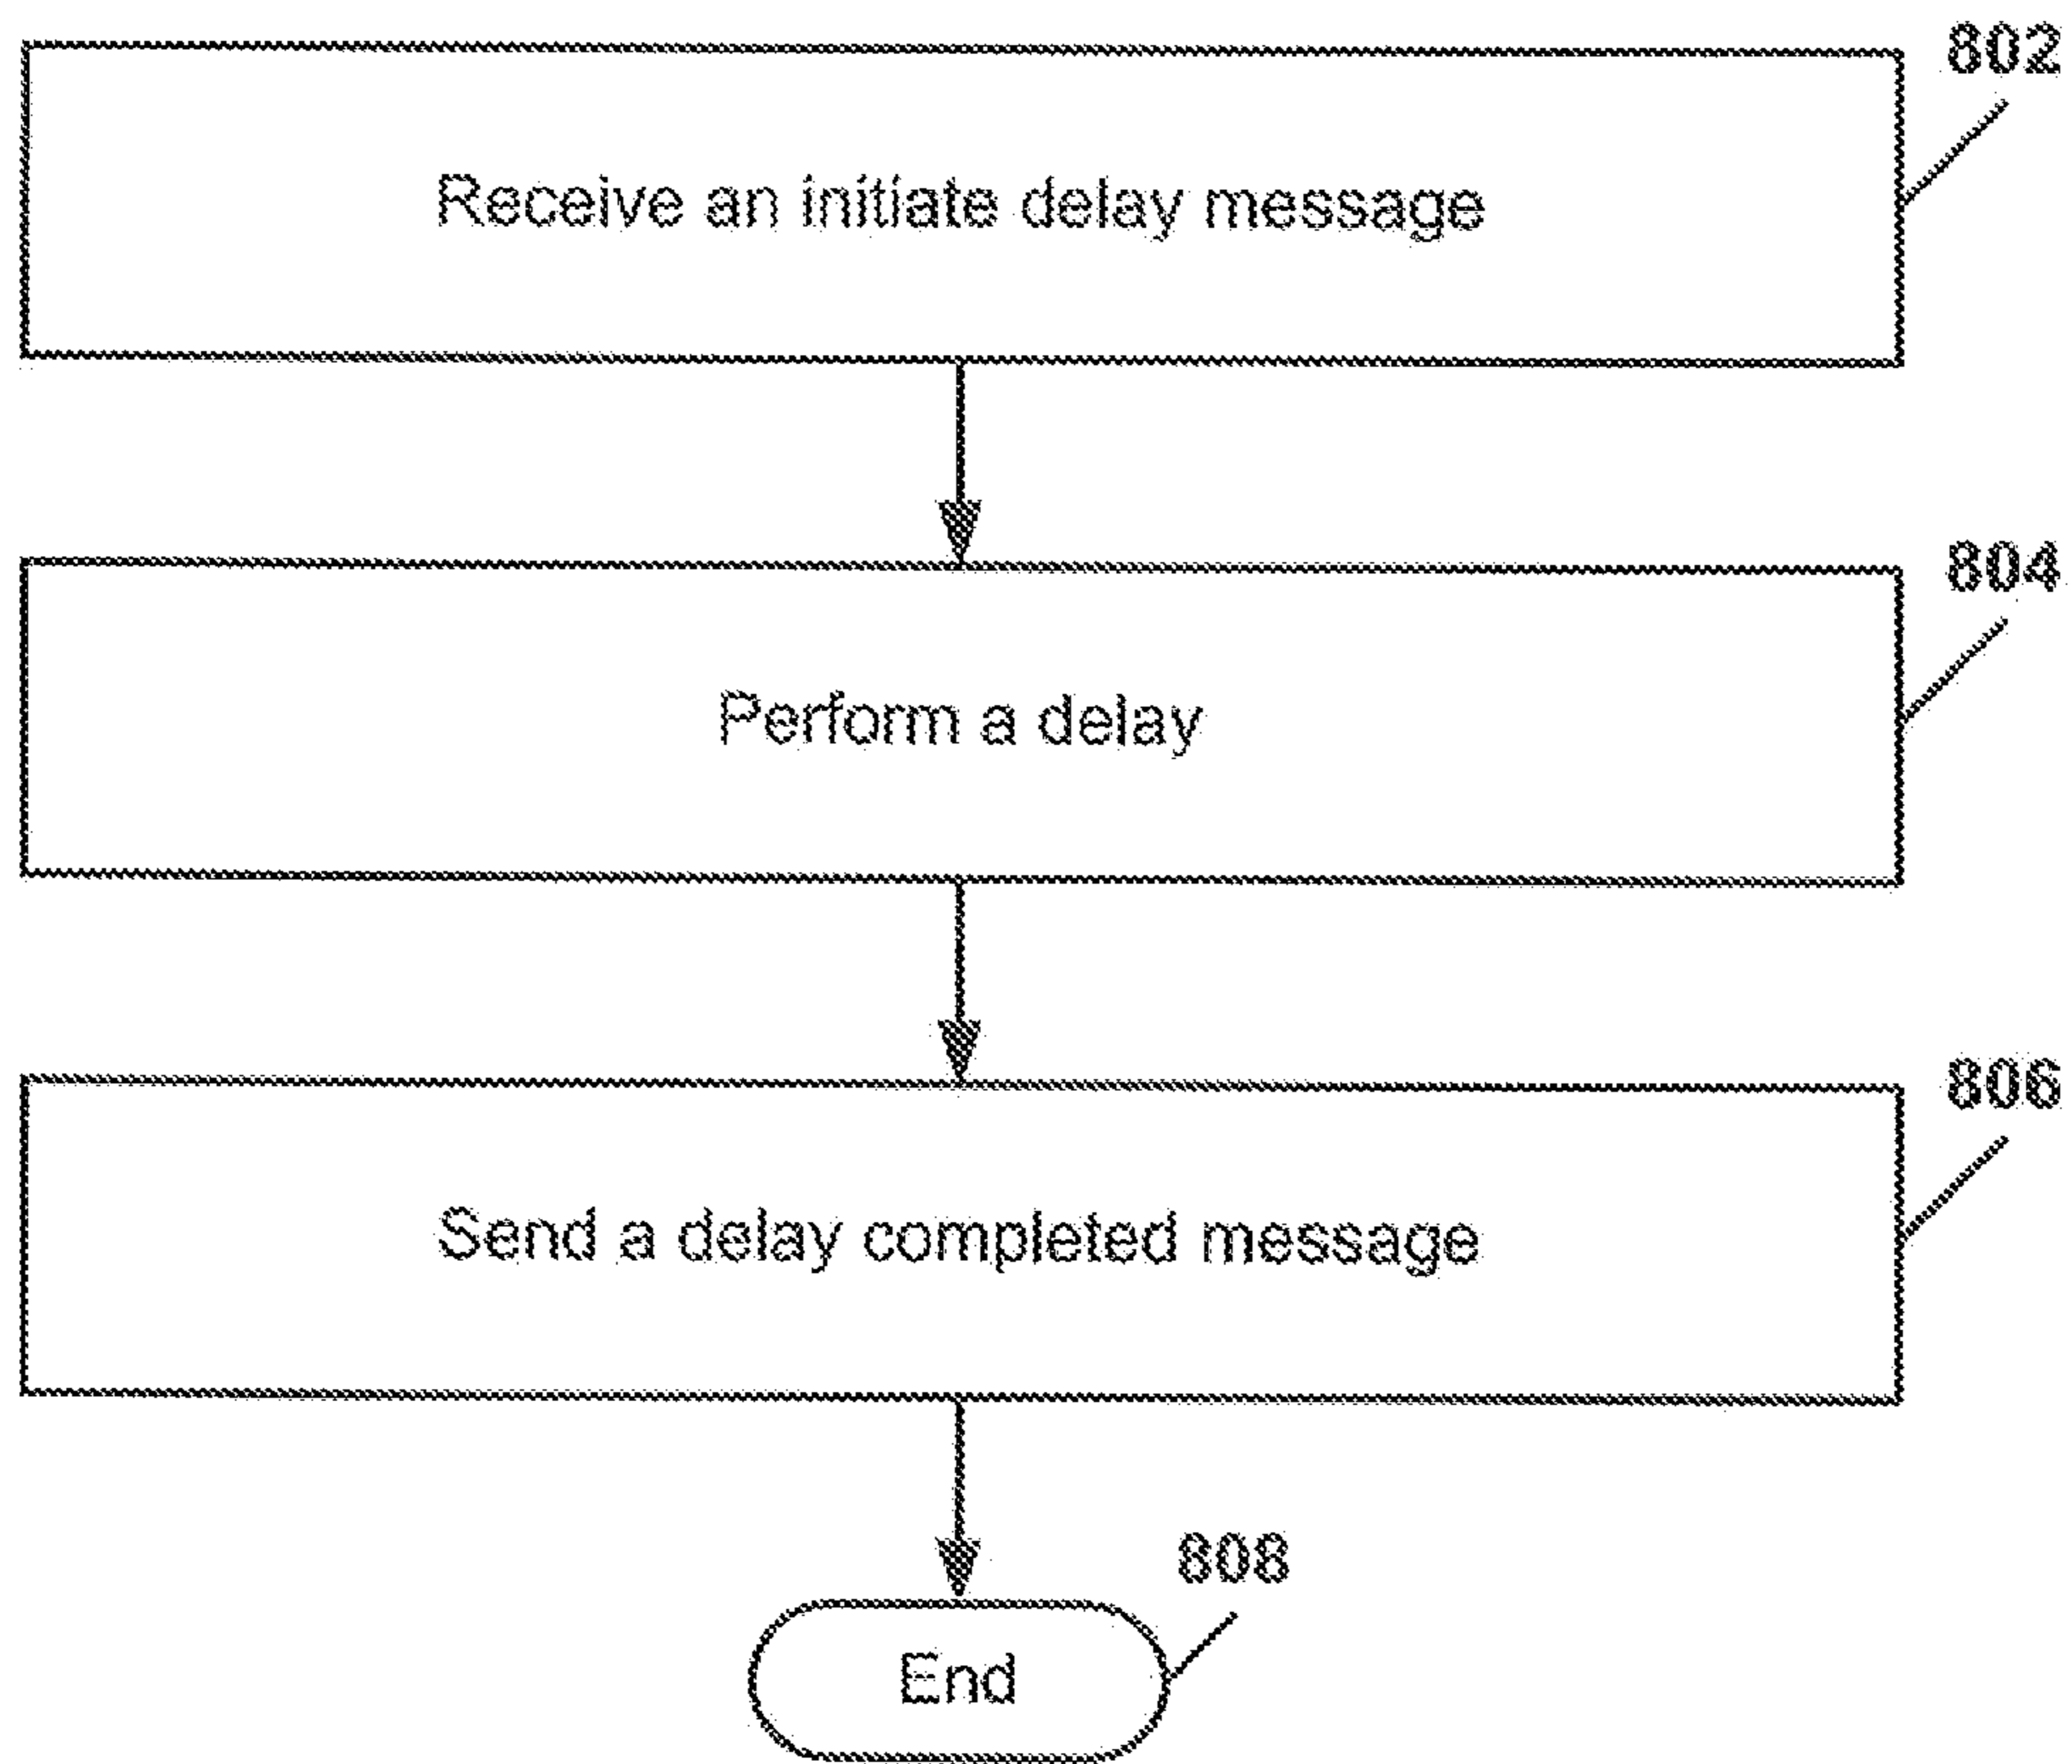 802
Receive an initiate delay message
804
Perform a delay
806
Send a delay completed message
808
End